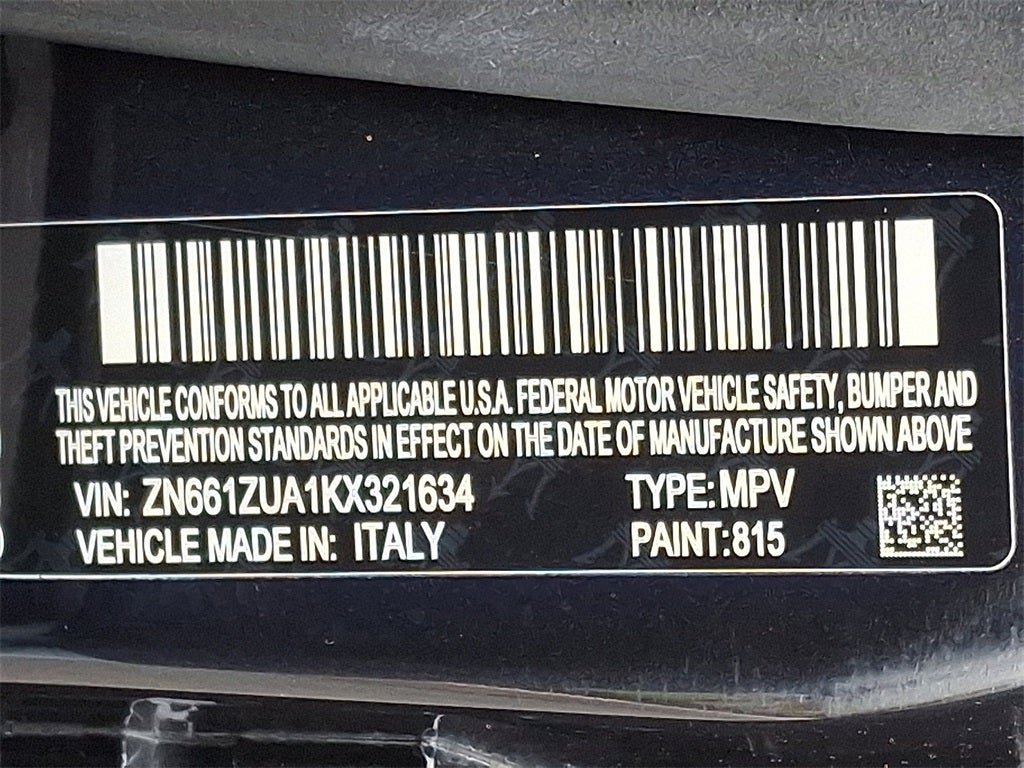 THIS VEHICLE CONFORMS TO ALL APPLICABLE U.S.A. FEDERAL MOTOR VEHICLE SAFETY, BUMPER AND
THEFT PREVENTION STANDARDS IN EFFECT ON THE DATE OF MANUFACTURE SHOWN ABOVE
VIN: ZN661ZUA1KX321634 TYPE: MPV
VEHICLE MADE IN: ITALY PAINT:815